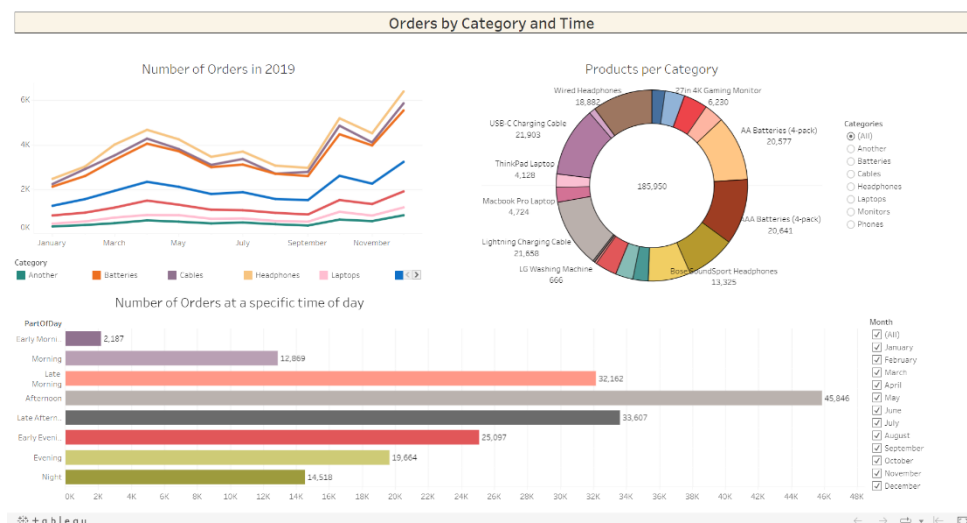 Orders by Category and Time
Number of Orders in 2019
6K
4K
2K
0K
January March May July September November
Category
Another Batteries Cables Headphones Laptops
Products per Category
Wired Headphones
18,882
27in 4K Gaming Monitor
6,230
USB-C Charging Cable
21,903
AA Batteries (4-pack)
20,577
ThinkPad Laptop
4,128
185,950
Macbook Pro Laptop
4,724
AAA Batteries (4-pack)
20,641
Lightning Charging Cable
21,658
LG Washing Machine
666
Bose SoundSport Headphones
13,325
Categories
(All)
Another
Batteries
Cables
Headphones
Laptops
Monitors
Phones
Number of Orders at a specific time of day
PartOfDay
Early Morni.. 2,187
Morning 12,869
Late
Morning
32,162
Afternoon 45,846
Late Aftern.. 33,607
Early Eveni.. 25,097
Evening 19,664
Night 14,518
0K 2K 4K 6K 8K 10K 12K 14K 16K 18K 20K 22K 24K 26K 28K 30K 32K 34K 36K 38K 40K 42K 44K 46K 48K
Month
(All)
January
February
March
April
May
June
July
August
September
October
November
December
+ableau